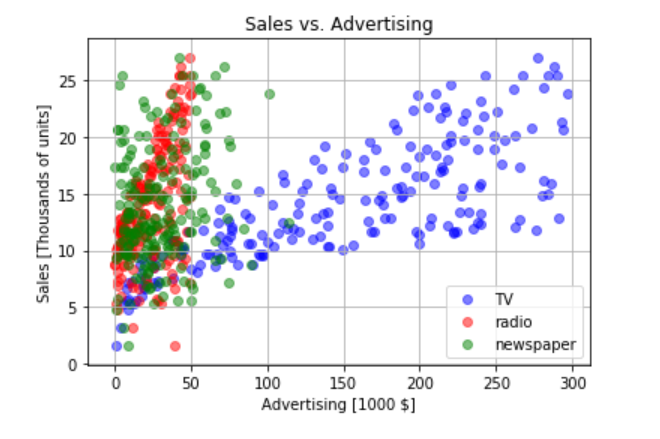 Sales vs. Advertising
Sales [Thousands of units]
25
20
15
10
5
0
0 50 100 150 200 250 300
Advertising [1000 $]
TV
radio
newspaper